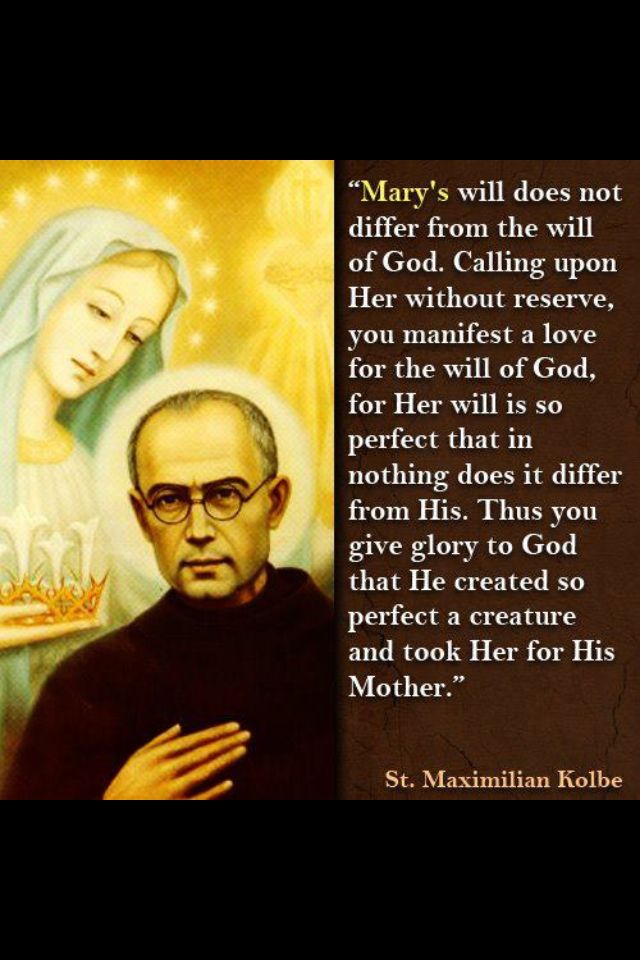 “Mary's will does not
differ from the will
of God. Calling upon
Her without reserve,
you manifest a love
for the will of God,
for Her will is so
perfect that in
nothing does it differ
from His. Thus you
give glory to God
that He created so
perfect a creature
and took Her for His
Mother.”
St. Maximilian Kolbe